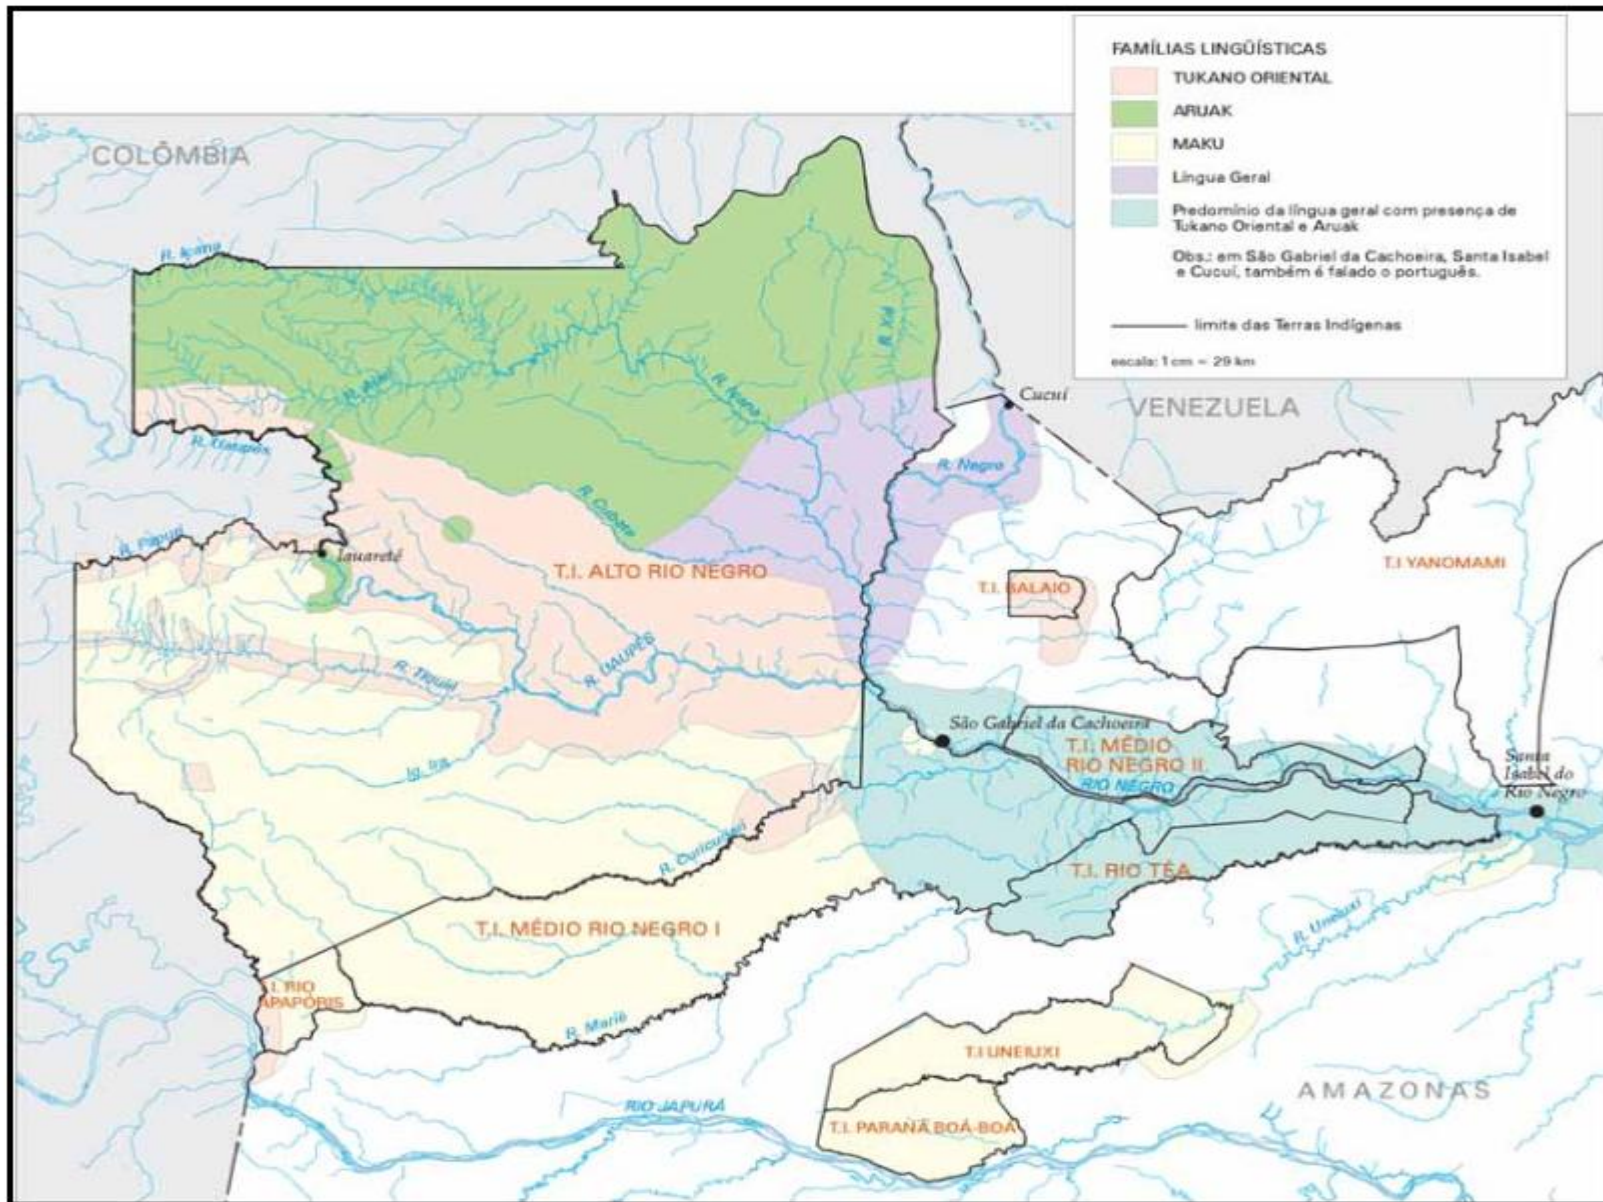 FAMÍLIAS LINGÜÍSTICAS
TUKANO ORIENTAL
ARUAK
MAKU
Língua Geral
Predomínio da língua geral com presença de
Tukano Oriental e Aruak
Obs.: em São Gabriel da Cachoeira, Santa Isabel
e Cucuí, também é falado o português.
limite das Terras Indígenas
escala: 1 cm = 29 km
COLÔMBIA
R. Içana
R. Xié
R. Aiari
R. Içana
Cucuí
VENEZUELA
R. Uaupés
R. Negro
R. Cubate
R. Papuri
Iauaretê
T.I. ALTO RIO NEGRO
T.I. BALAIO
T.I YANOMAMI
R. UAUPÉS
R. Tiquié
São Gabriel da Cachoeira
T.I. MÉDIO
RIO NEGRO II
RIO NEGRO
Santa
Isabel do
Rio Negro
Ig. Ira
R. Curicuriari
T.I. RIO TÉA
T.I. MÉDIO RIO NEGRO I
R. Uneiuxi
I. RIO
APAPÓRIS
R. Marié
T.I UNEIUXI
AMAZONAS
RIO JAPURÁ
T.I. PARANÁ BOÁ-BOÁ